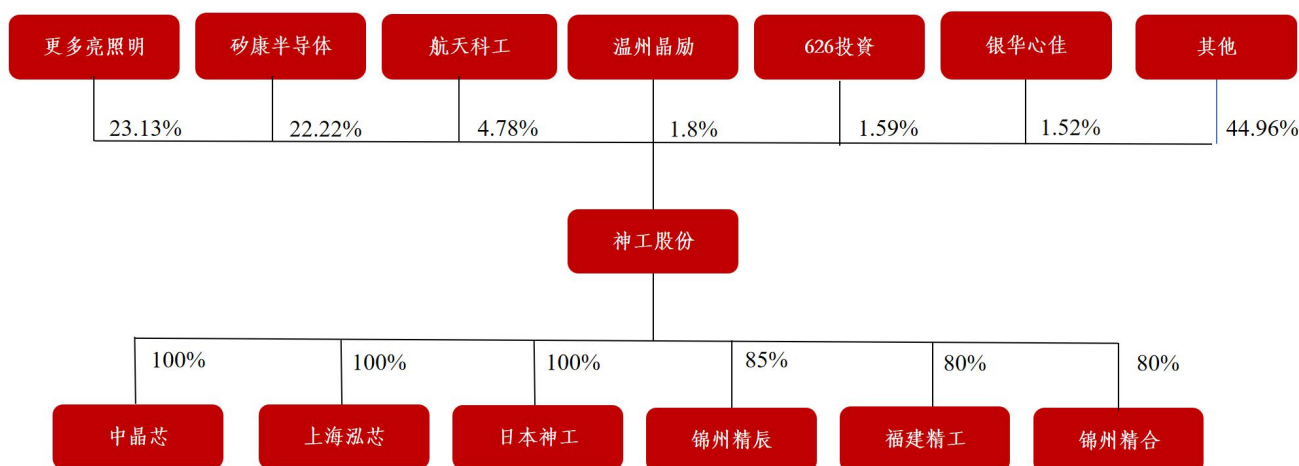 更多亮照明
矽康半导体
航天科工
温州晶励
626投资
银华心佳
其他
23.13%
22.22%
4.78%
1.8%
1.59%
1.52%
44.96%
神工股份
100%
100%
100%
85%
80%
80%
中晶芯
上海泓芯
日本神工
锦州精辰
福建精工
锦州精合